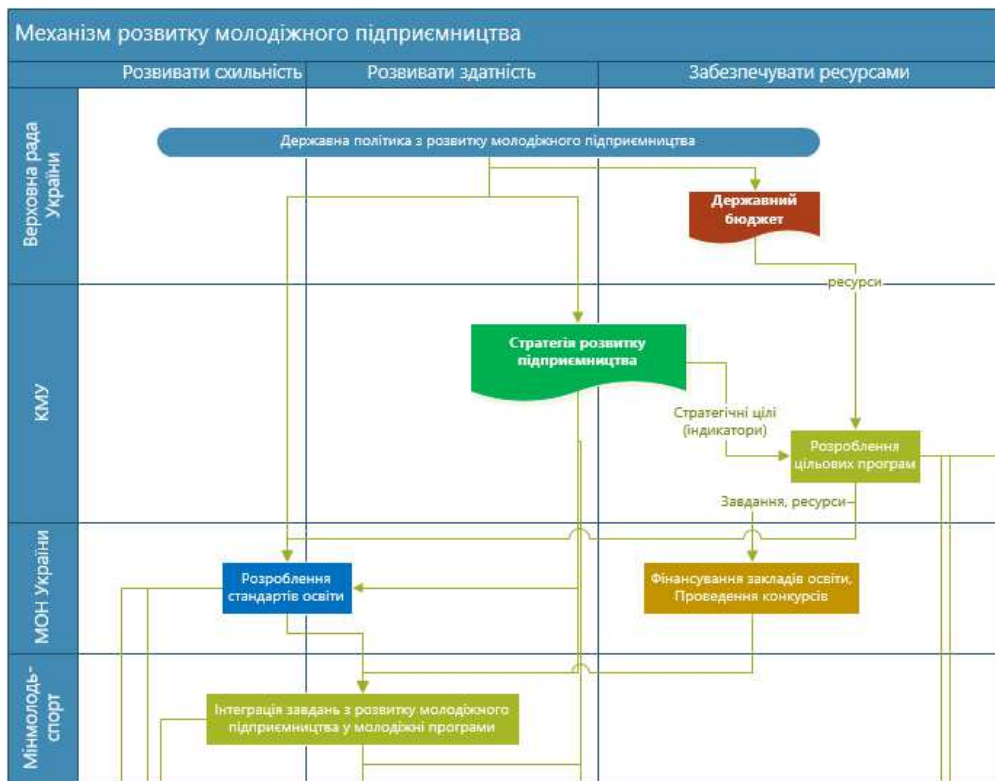 Механізм розвитку молодіжного підприємництва
Розвивати схильність
Розвивати здатність
Забезпечувати ресурсами
Верховна рада
України
Державна політика з розвитку молодіжного підприємництва
Державний
бюджет
ресурси
КМУ
Стратегія розвитку
підприємництва
Стратегічні цілі
(індикатори)
Розроблення
цільових програм
Завдання, ресурси
МОН України
Розроблення
стандартів освіти
Фінансування закладів освіти,
Проведення конкурсів
Мінмолодь-
спорт
Інтеграція завдань з розвитку молодіжного
підприємництва у молодіжні програми